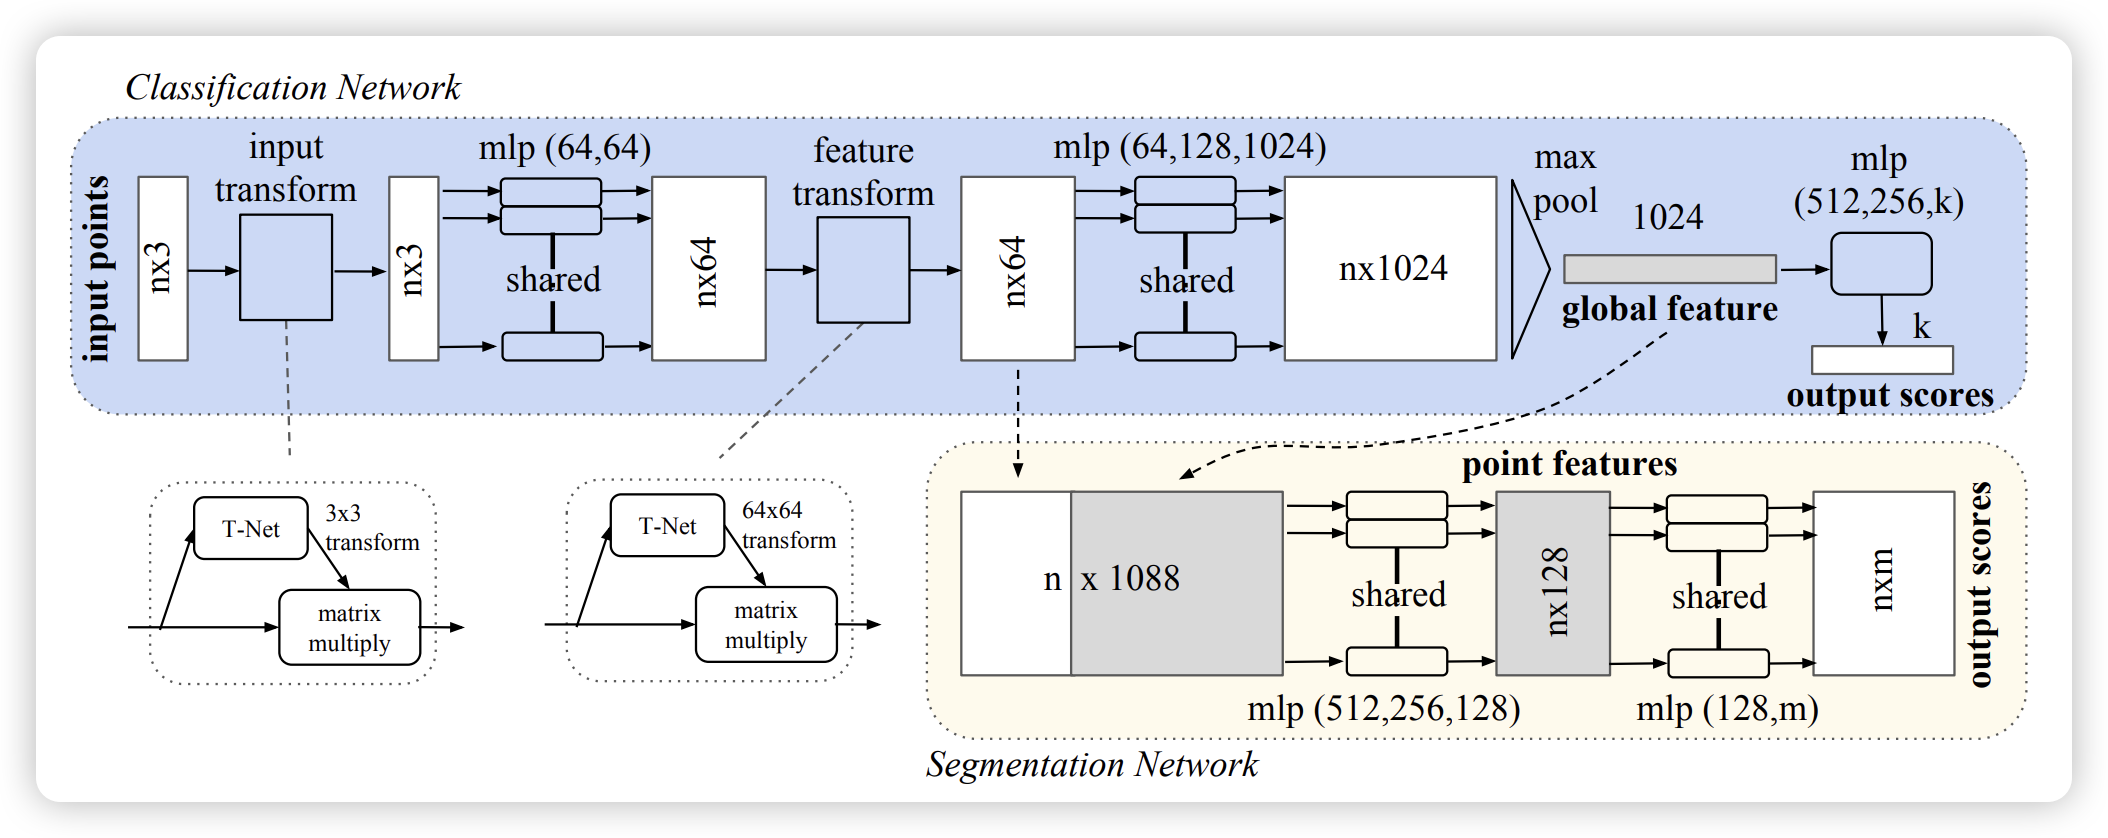 Classification Network
input points
nx3
input
transform
nx3
mlp (64,64)
shared
nx64
feature
transform
nx64
mlp (64,128,1024)
shared
nx1024
max
pool
1024
global feature
mlp
(512,256,k)
k
output scores
T-Net
3x3
transform
matrix
multiply
T-Net
64x64
transform
matrix
multiply
point features
n x 1088
shared
mlp (512,256,128)
nx128
shared
mlp (128,m)
nxm
output scores
Segmentation Network